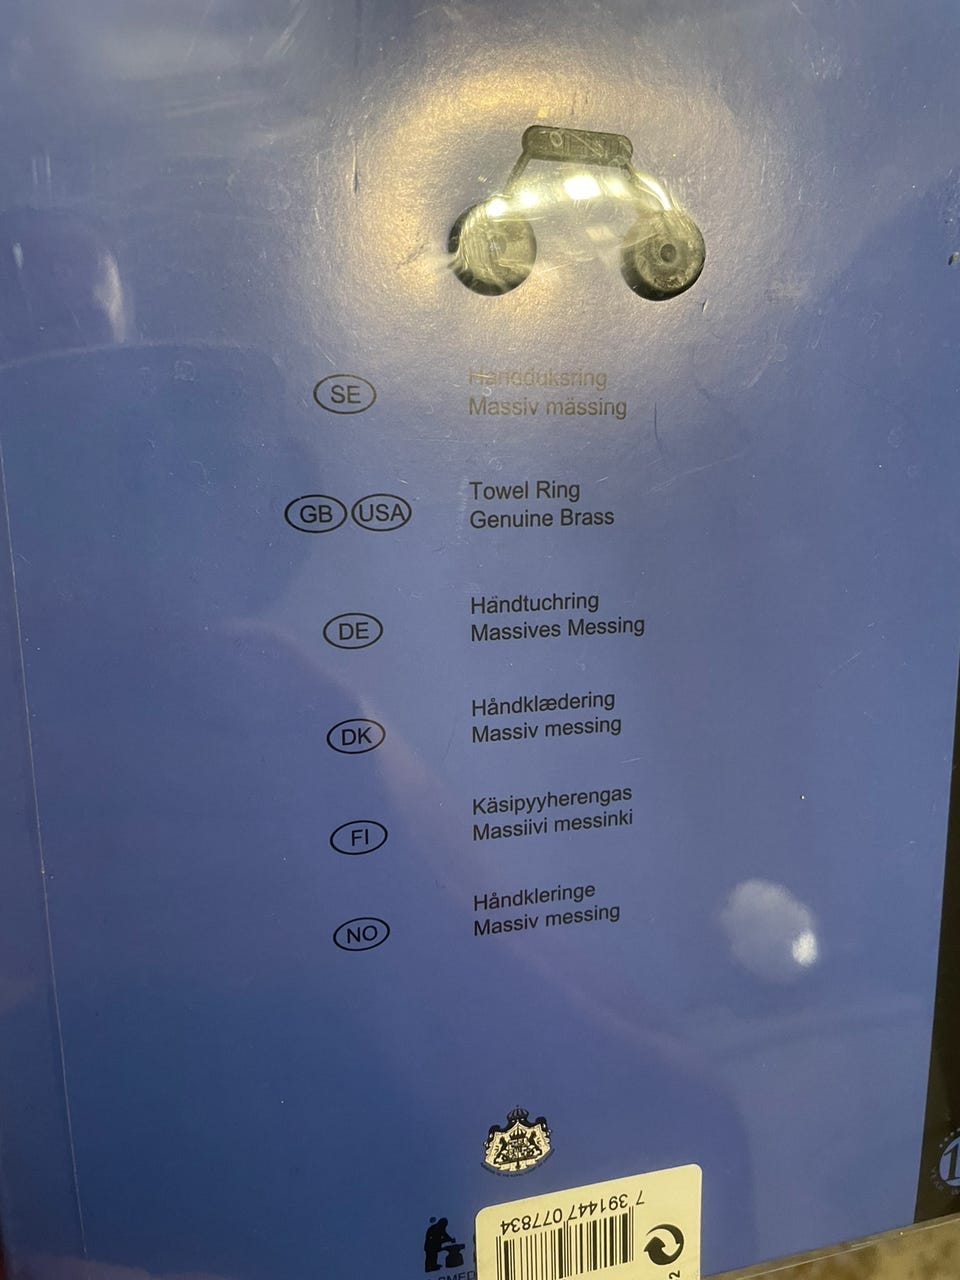 SE
Handduksring
Massiv mässing
GB USA
Towel Ring
Genuine Brass
DE
Händtuchring
Massives Messing
DK
Håndklædering
Massiv messing
FI
Käsipyyherengas
Massiivi messinki
NO
Håndkleringe
Massiv messing
7 391447 077834